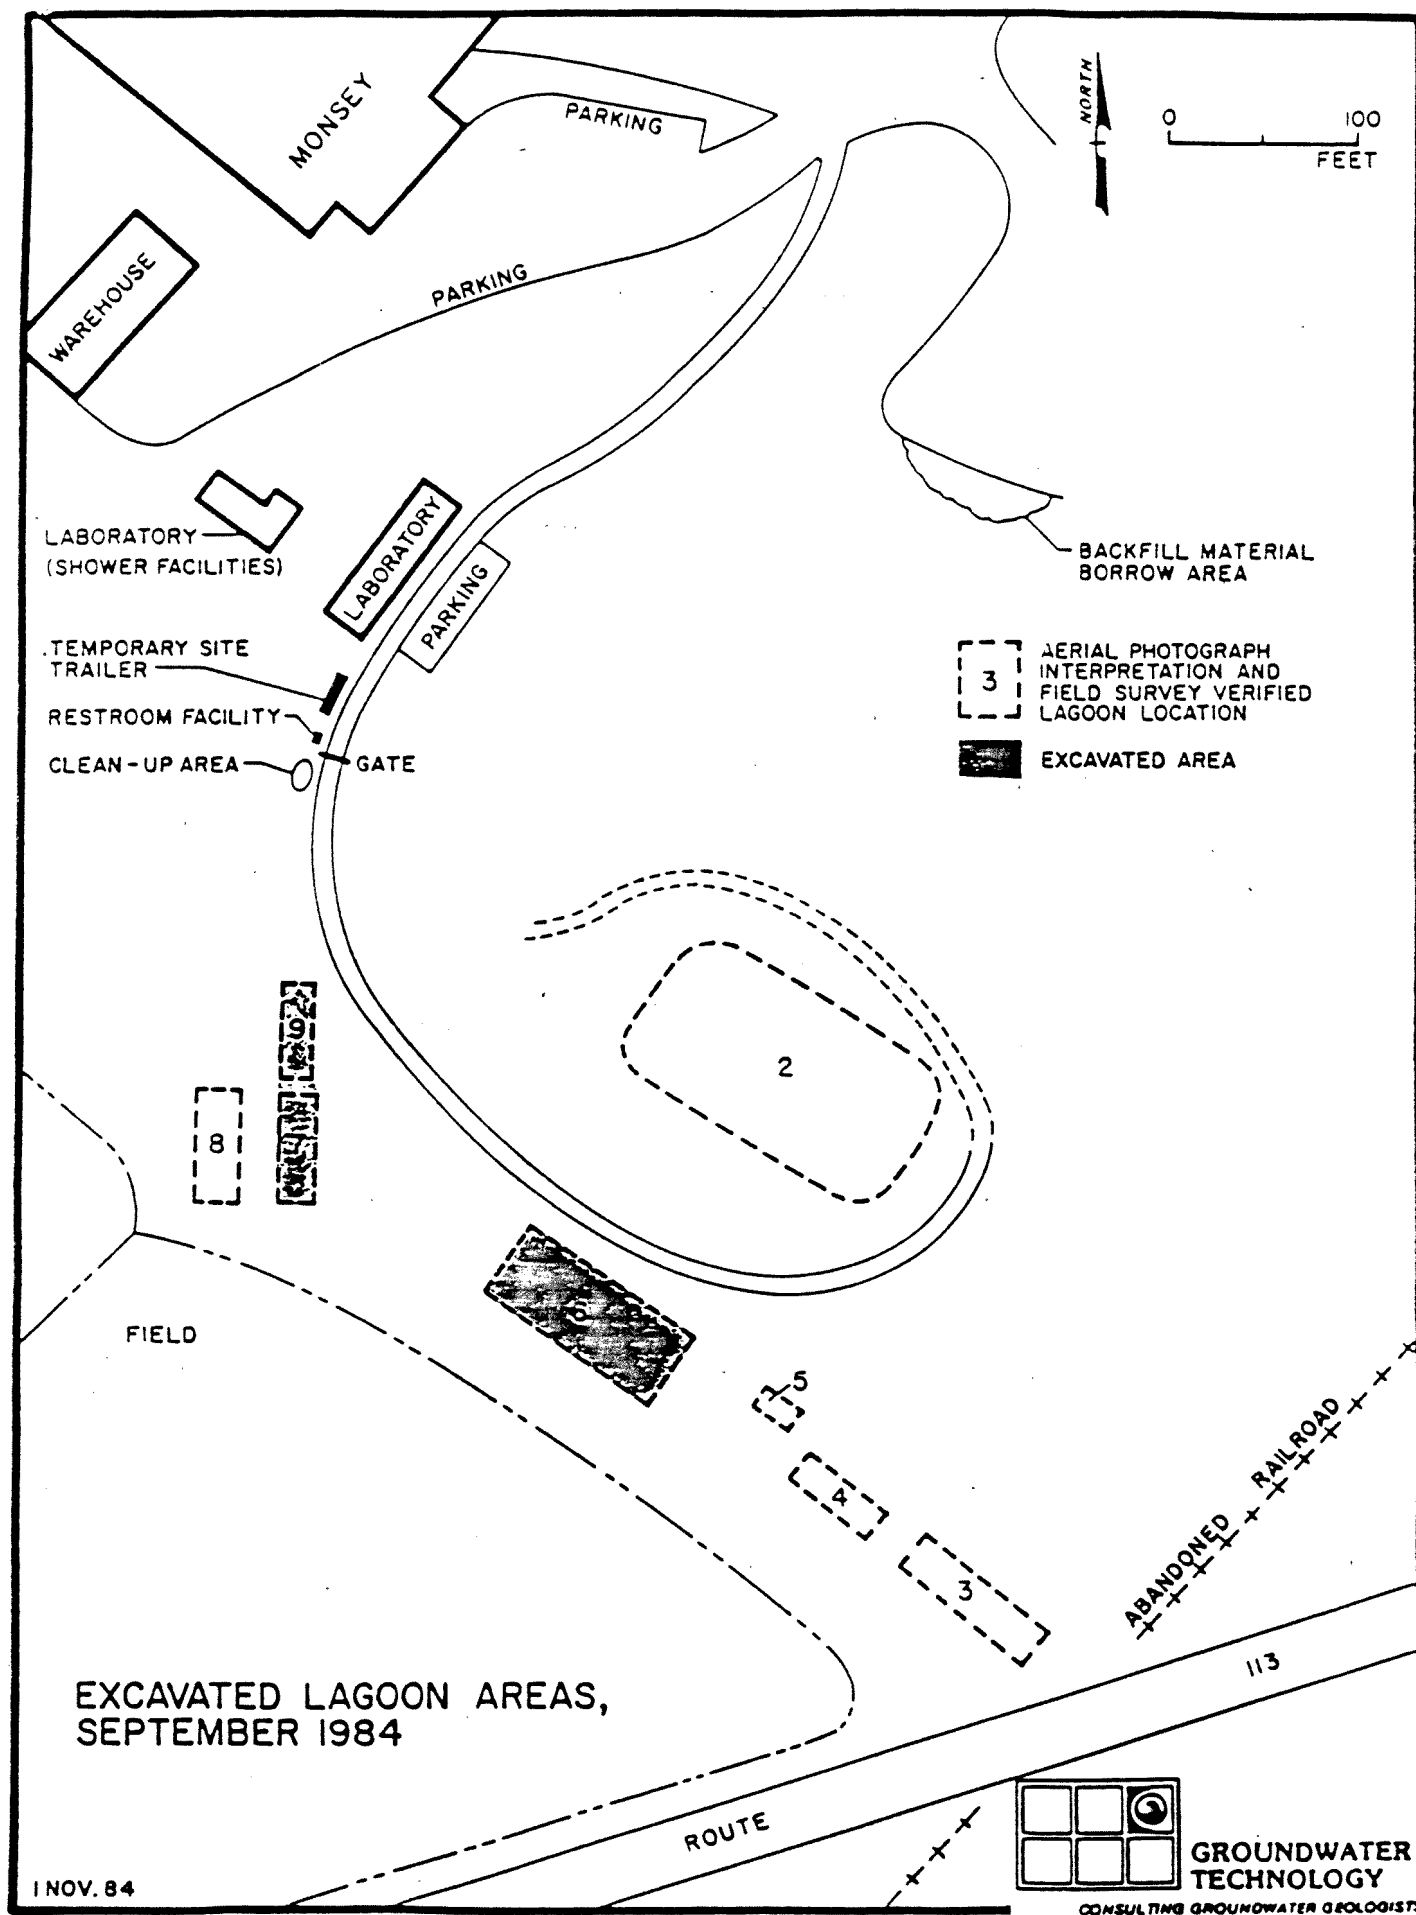 MONSEY
PARKING
NORTH
0 100
FEET
WAREHOUSE
PARKING
LABORATORY
(SHOWER FACILITIES)
LABORATORY
PARKING
BACKFILL MATERIAL
BORROW AREA
.TEMPORARY SITE
TRAILER
RESTROOM FACILITY
CLEAN-UP AREA
GATE
3
AERIAL PHOTOGRAPH
INTERPRETATION AND
FIELD SURVEY VERIFIED
LAGOON LOCATION
EXCAVATED AREA
9
2
8
6
FIELD
5
4
3
ABANDONED RAILROAD
EXCAVATED LAGOON AREAS,
SEPTEMBER 1984
ROUTE 113
1 NOV. 84
GROUNDWATER
TECHNOLOGY
CONSULTING GROUNDWATER GEOLOGISTS